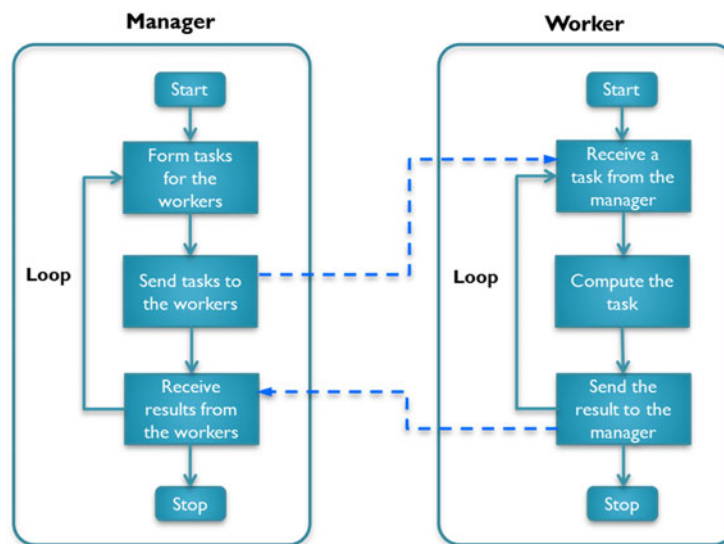 Manager
Start
Form tasks
for the
workers
Loop
Send tasks to
the workers
Receive
results from
the workers
Stop
Worker
Start
Receive a
task from the
manager
Loop
Compute the
task
Send the
result to the
manager
Stop